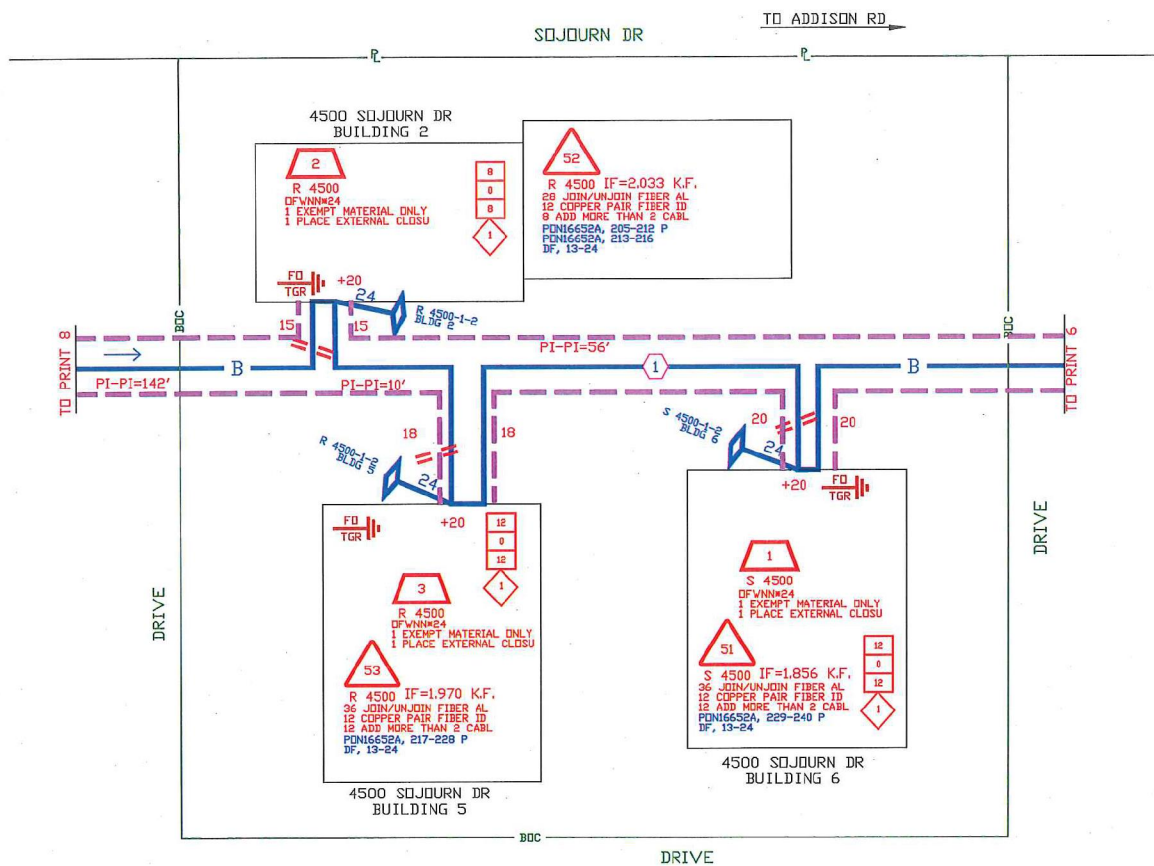 TO ADDISON RD
SOJOURN DR
PL
PL
4500 SOJOURN DR
BUILDING 2
2
R 4500
OFWNN*24
1 EXEMPT MATERIAL ONLY
1 PLACE EXTERNAL CLOSU
8
0
8
1
52
R 4500 IF=2.033 K.F.
28 JOIN/UNJOIN FIBER AL
12 COPPER PAIR FIBER ID
8 ADD MORE THAN 2 CABL
PON16652A, 205-212 P
PON16652A, 213-216
DF, 13-24
FO
TGR
+20
24
R 4500-1-2
BLDG 2
15
15
BOC
BOC
TO PRINT 8
TO PRINT 6
PI-PI=56'
B
1
B
PI-PI=142'
PI-PI=10'
18
18
20
20
R 4500-1-2
BLDG 5
24
S 4500-1-2
BLDG 6
24
+20
FO
TGR
FO
TGR
+20
12
0
12
1
3
R 4500
OFWNN*24
1 EXEMPT MATERIAL ONLY
1 PLACE EXTERNAL CLOSU
53
R 4500 IF=1.970 K.F.
36 JOIN/UNJOIN FIBER AL
12 COPPER PAIR FIBER ID
12 ADD MORE THAN 2 CABL
PON16652A, 217-228 P
DF, 13-24
4500 SOJOURN DR
BUILDING 5
1
S 4500
OFWNN*24
1 EXEMPT MATERIAL ONLY
1 PLACE EXTERNAL CLOSU
51
S 4500 IF=1.856 K.F.
36 JOIN/UNJOIN FIBER AL
12 COPPER PAIR FIBER ID
12 ADD MORE THAN 2 CABL
PON16652A, 229-240 P
DF, 13-24
12
0
12
1
4500 SOJOURN DR
BUILDING 6
DRIVE
DRIVE
BOC
DRIVE